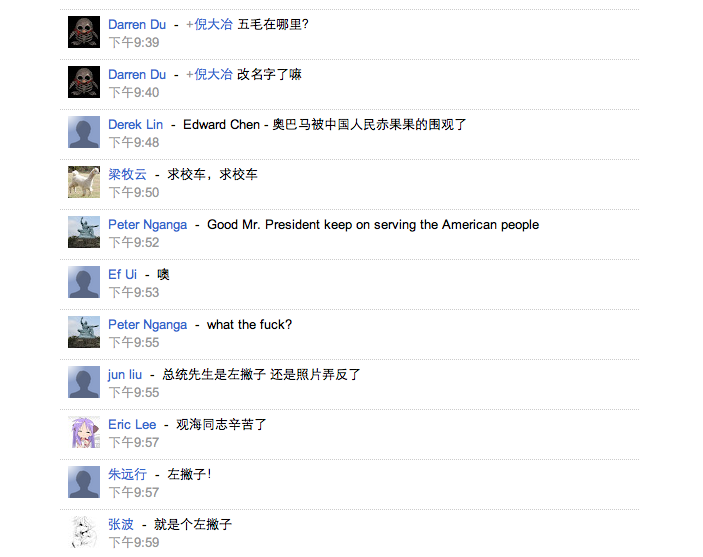 Darren Du - +倪大冶 五毛在哪里？
下午9:39
Darren Du - +倪大冶 改名字了嘛
下午9:40
Derek Lin - Edward Chen - 奥巴马被中国人民赤果果的围观了
下午9:48
梁牧云 - 求校车，求校车
下午9:50
Peter Nganga - Good Mr. President keep on serving the American people
下午9:52
Ef Ui - 噢
下午9:53
Peter Nganga - what the fuck?
下午9:55
jun liu - 总统先生是左撇子 还是照片弄反了
下午9:55
Eric Lee - 观海同志辛苦了
下午9:57
朱远行 - 左撇子！
下午9:57
张波 - 就是个左撇子
下午9:59